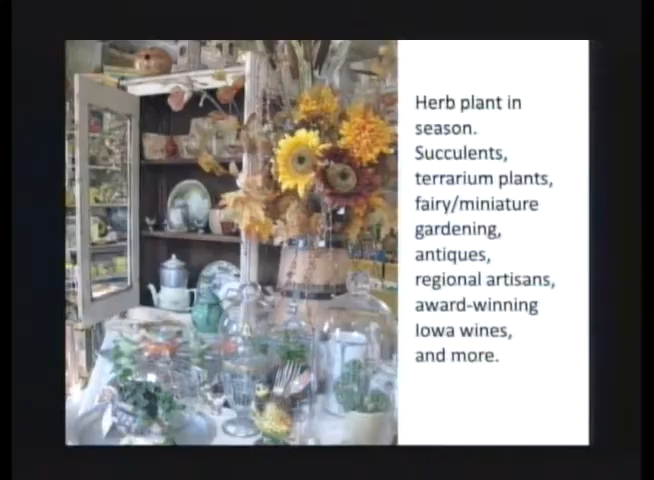 Herb plant in
season.
Succulents,
terrarium plants,
fairy/miniature
gardening,
antiques,
regional artisans,
award-winning
Iowa wines,
and more.